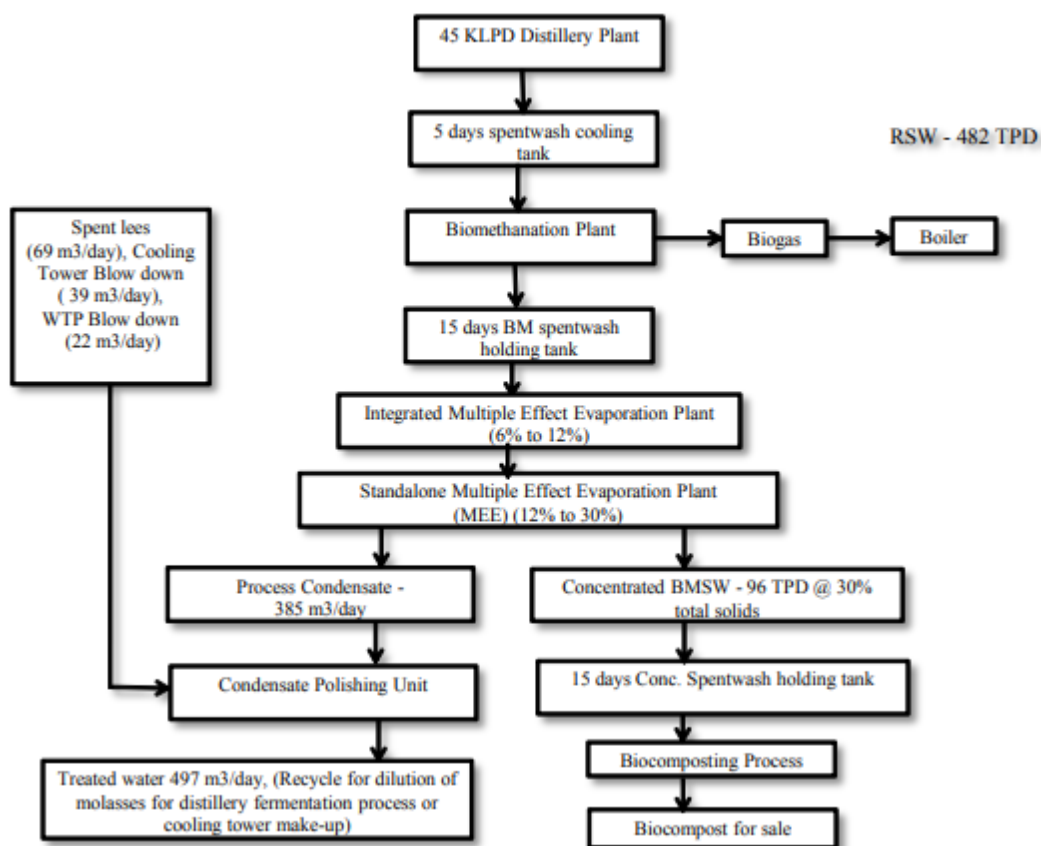 45 KLPD Distillery Plant
5 days spentwash cooling
tank
RSW - 482 TPD
Spent lees
(69 m3/day), Cooling
Tower Blow down
( 39 m3/day),
WTP Blow down
(22 m3/day)
Biomethanation Plant
Biogas
Boiler
15 days BM spentwash
holding tank
Integrated Multiple Effect Evaporation Plant
(6% to 12%)
Standalone Multiple Effect Evaporation Plant
(MEE) (12% to 30%)
Process Condensate -
385 m3/day
Concentrated BMSW - 96 TPD @ 30%
total solids
Condensate Polishing Unit
15 days Conc. Spentwash holding tank
Treated water 497 m3/day, (Recycle for dilution of
molasses for distillery fermentation process or
cooling tower make-up)
Biocomposting Process
Biocompost for sale